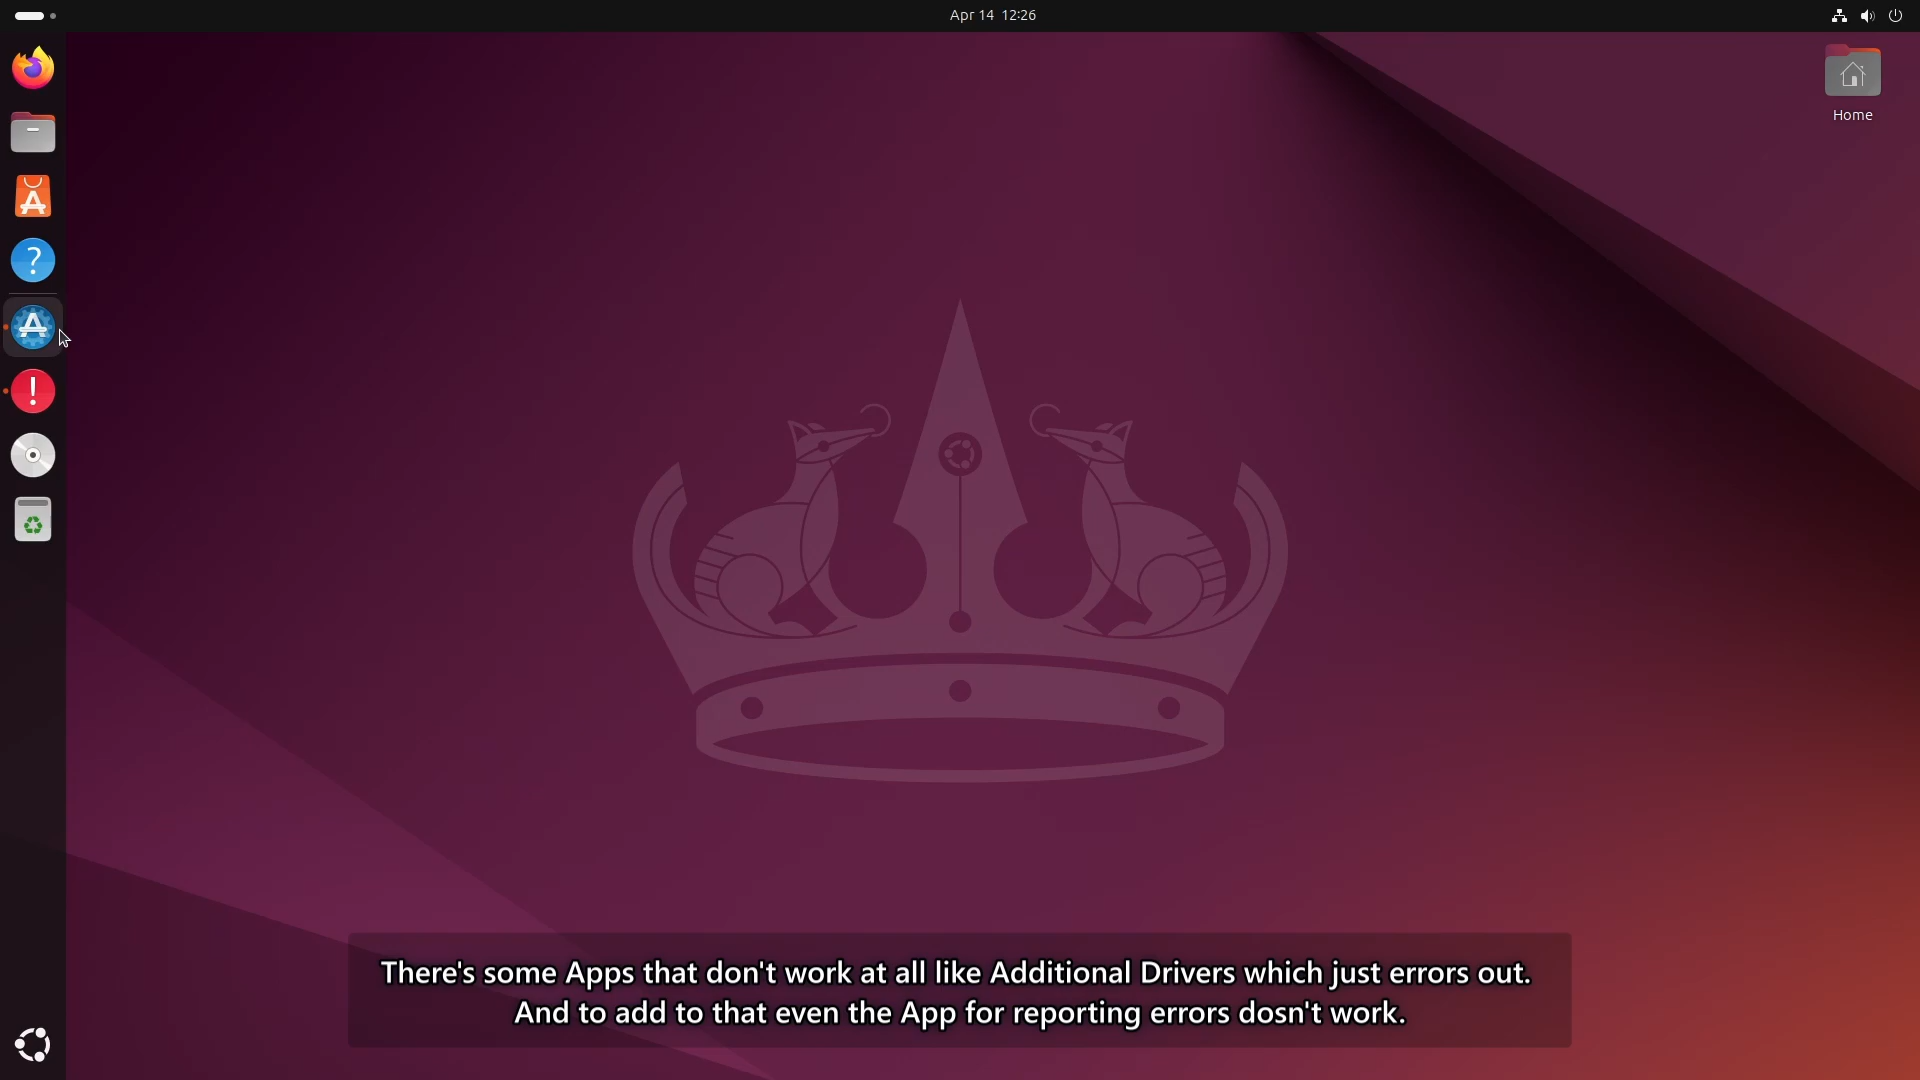 Apr 14 12:26
Home
There's some Apps that don't work at all like Additional Drivers which just errors out.
And to add to that even the App for reporting errors dosn't work.